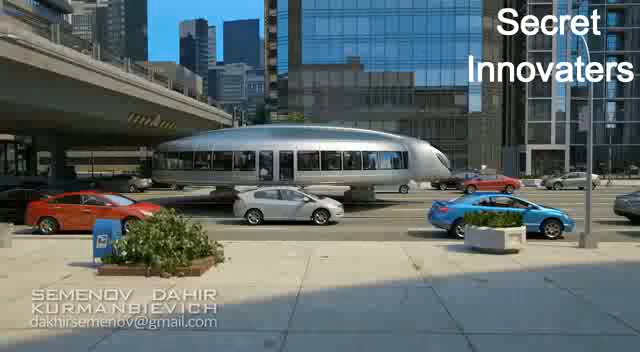 Secret
Innovaters
SEMENOV DAHIR
KURMANBIEVICH
dakhirsemenov@gmail.com